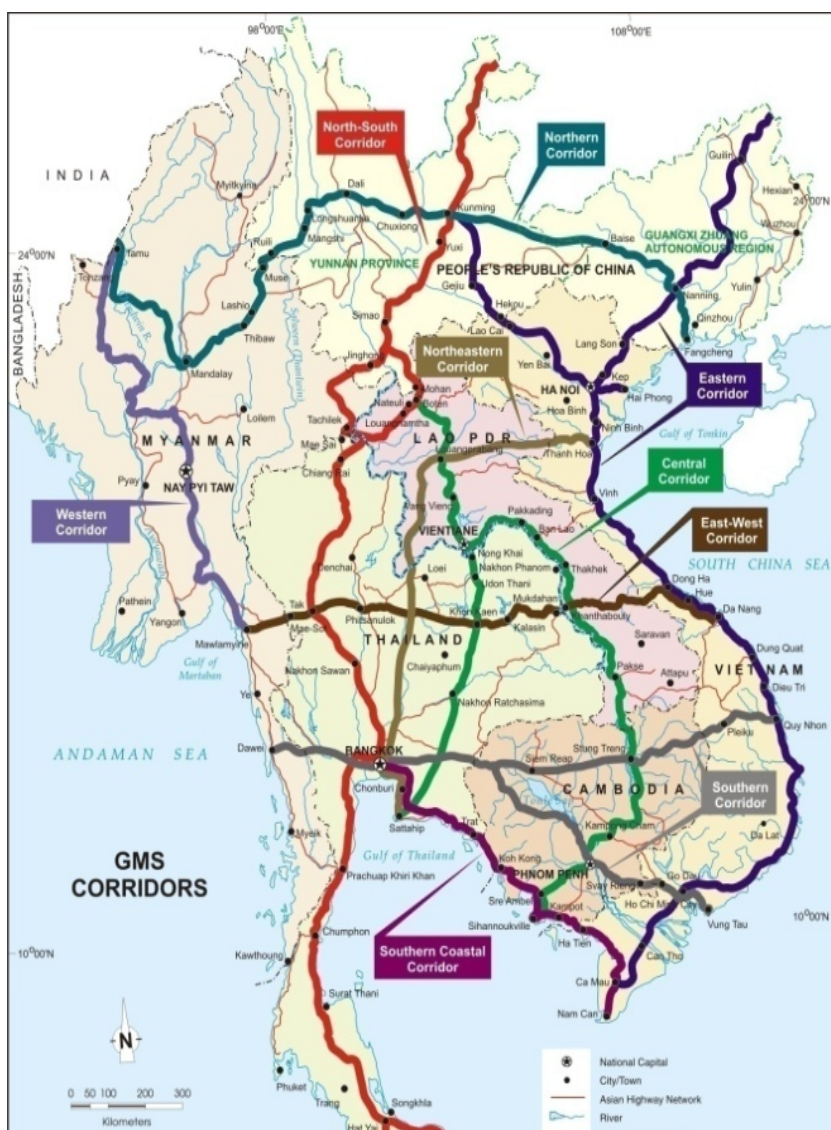 98°00'E
108°00'E
INDIA
North-South
Corridor
Northern
Corridor
Guilin
Hexian
24°00'N
Myitkyina
Dali
Longshuante
Mangshi
Chuxiong
Kunming
Wuzhou
GUANGXI ZHUANG
AUTONOMOUS REGION
24°00'N
Tamu
Ruili
Yuxi
Baise
Tonzang
Muse
YUNNAN PROVINCE
PEOPLE'S REPUBLIC OF CHINA
BANGLADESH
Gejiu
Nanning
Yulin
Lashio
Hekou
Lao Cai
Simao
Qinzhou
Thibaw
Lang Son
Fangcheng
Mandalay
Jinghong
Northeastern
Corridor
Yen Bai
Kep
Eastern
Corridor
HA NOI
Hai Phong
Mohan
Boten
Nateuli
Hoa Binh
Loilem
Tachilek
Louangnamtha
Ninh Binh
MYANMAR
Mae Sai
LAO PDR
Gulf of Tonkin
Chiang Rai
Louangprabang
Thanh Hoa
Central
Corridor
NAY PYI TAW
Pyay
Vinh
Western
Corridor
Vang Vieng
Pakkading
Ban Lao
East-West
Corridor
VIENTIANE
Nong Khai
Nakhon Phanom
SOUTH CHINA SEA
Denchai
Loei
Udon Thani
Thakhek
Dong Ha
Hue
Pathein
Yangon
Tak
Phitsanulok
Khon Kaen
Mukdahan
Da Nang
Mawlamyine
Mae Sot
Kalasin
Khanthabouly
THAILAND
Saravan
Gulf of
Martaban
Chaiyaphum
Dung Quat
Nakhon Sawan
Pakse
Attapu
VIETNAM
Ye
Dieu Tri
Nakhon Ratchasima
Quy Nhon
Pleiku
ANDAMAN SEA
Dawei
BANGKOK
Stung Treng
Siem Reap
Chonburi
CAMBODIA
Southern
Corridor
Tonle Sap
Sattahip
Trat
Kampong Cham
Da Lat
Myeik
Gulf of Thailand
GMS
CORRIDORS
Koh Kong
PHNOM PENH
Go Dau
Prachuap Khiri Khan
Svay Rieng
Sre Ambel
Kampot
Ho Chi Minh City
10°00'N
Sihannoukville
Vung Tau
Chumphon
Ha Tien
10°00'N
Kawthoung
Southern Coastal
Corridor
Can Tho
Ca Mau
Surat Thani
Nam Can
N
National Capital
City/Town
0 50 100 200 300
Asian Highway Network
Phuket
Trang
Songkhla
Kilometers
River
Hat Yai